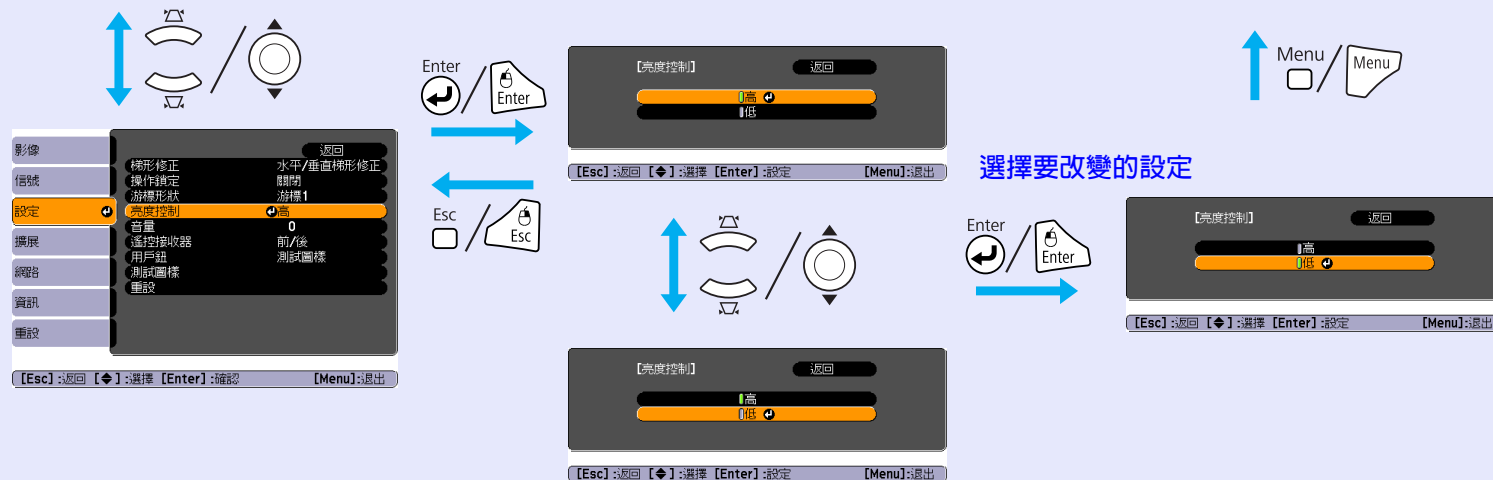 影像
信號
設定
擴展
網路
資訊
重設
返回
梯形修正 水平/垂直梯形修正
操作鎖定 關閉
游標形狀 游標1
亮度控制 高
音量 0
遙控接收器 前/後
用戶鈕 測試圖樣
測試圖樣
重設
[Esc] :返回 [◆] :選擇 [Enter] :確認 [Menu]:退出
Enter
Enter
Esc
Esc
[亮度控制] 返回
高
低
[Esc] :返回 [◆] :選擇 [Enter] :設定 [Menu]:退出
[亮度控制] 返回
高
低
[Esc] :返回 [◆] :選擇 [Enter] :設定 [Menu]:退出
Enter
Enter
Menu
Menu
選擇要改變的設定
[亮度控制] 返回
高
低
[Esc] :返回 [◆] :選擇 [Enter] :設定 [Menu]:退出